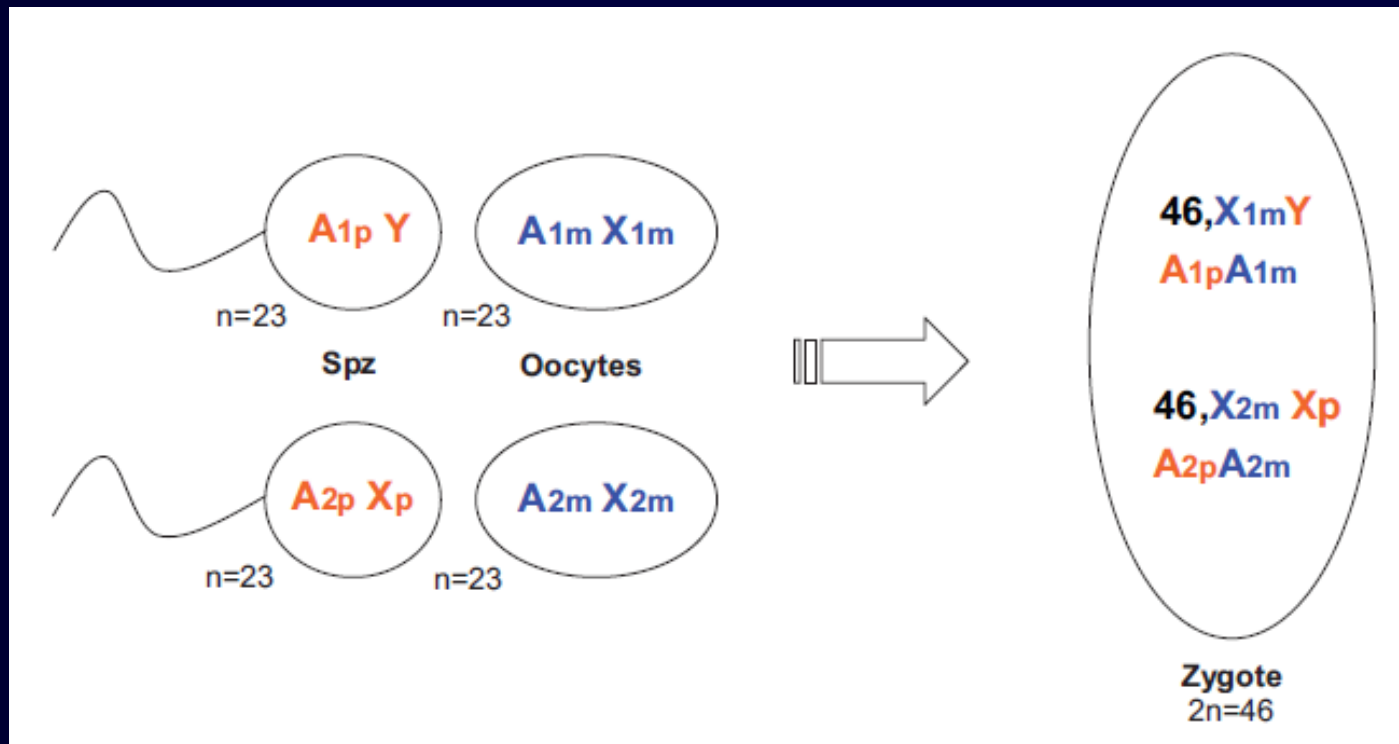 A1p Y
A1m X1m
n=23
n=23
Spz
Oocytes
A2p Xp
A2m X2m
n=23
n=23
46,X1mY
A1pA1m
46,X2m Xp
A2pA2m
Zygote
2n=46